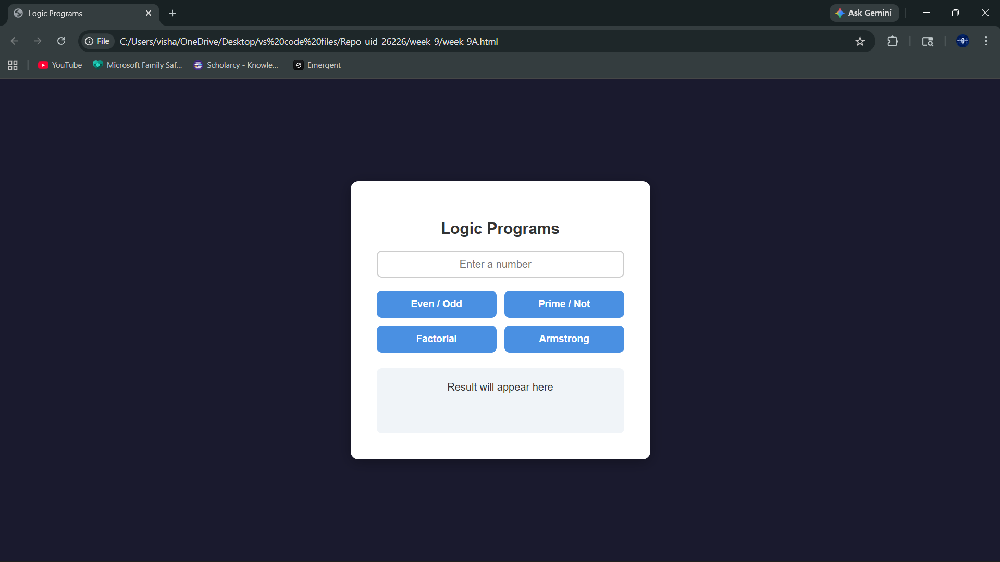 Logic Programs
Ask Gemini
File C:/Users/visha/OneDrive/Desktop/vs%20code%20files/Repo_uid_26226/week_9/week-9A.html
YouTube Microsoft Family Saf... Scholarcy - Knowle... Emergent
Logic Programs
Enter a number
Even / Odd Prime / Not
Factorial Armstrong
Result will appear here